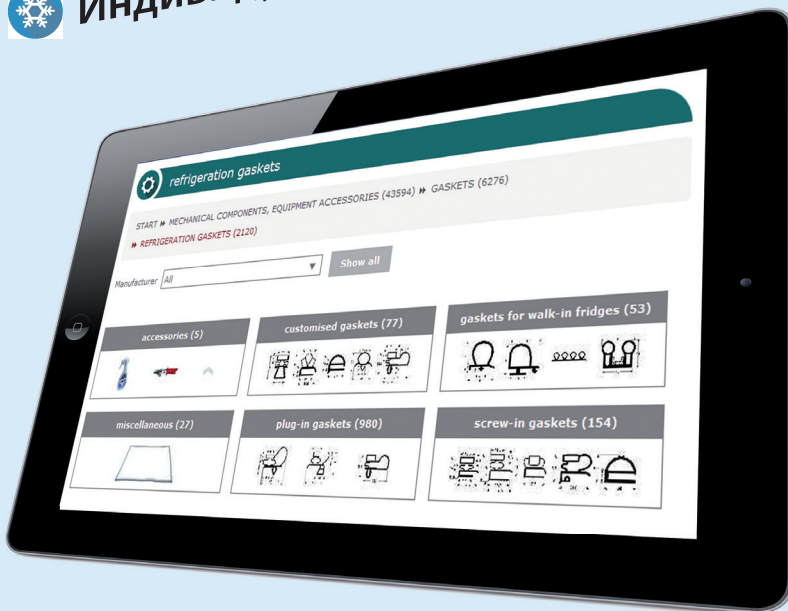 refrigeration gaskets
START » MECHANICAL COMPONENTS, EQUIPMENT ACCESSORIES (43594) » GASKETS (6276)
» REFRIGERATION GASKETS (2120)
Manufacturer All Show all
accessories (5) customised gaskets (77) gaskets for walk-in fridges (53)
miscellaneous (27) plug-in gaskets (980) screw-in gaskets (154)